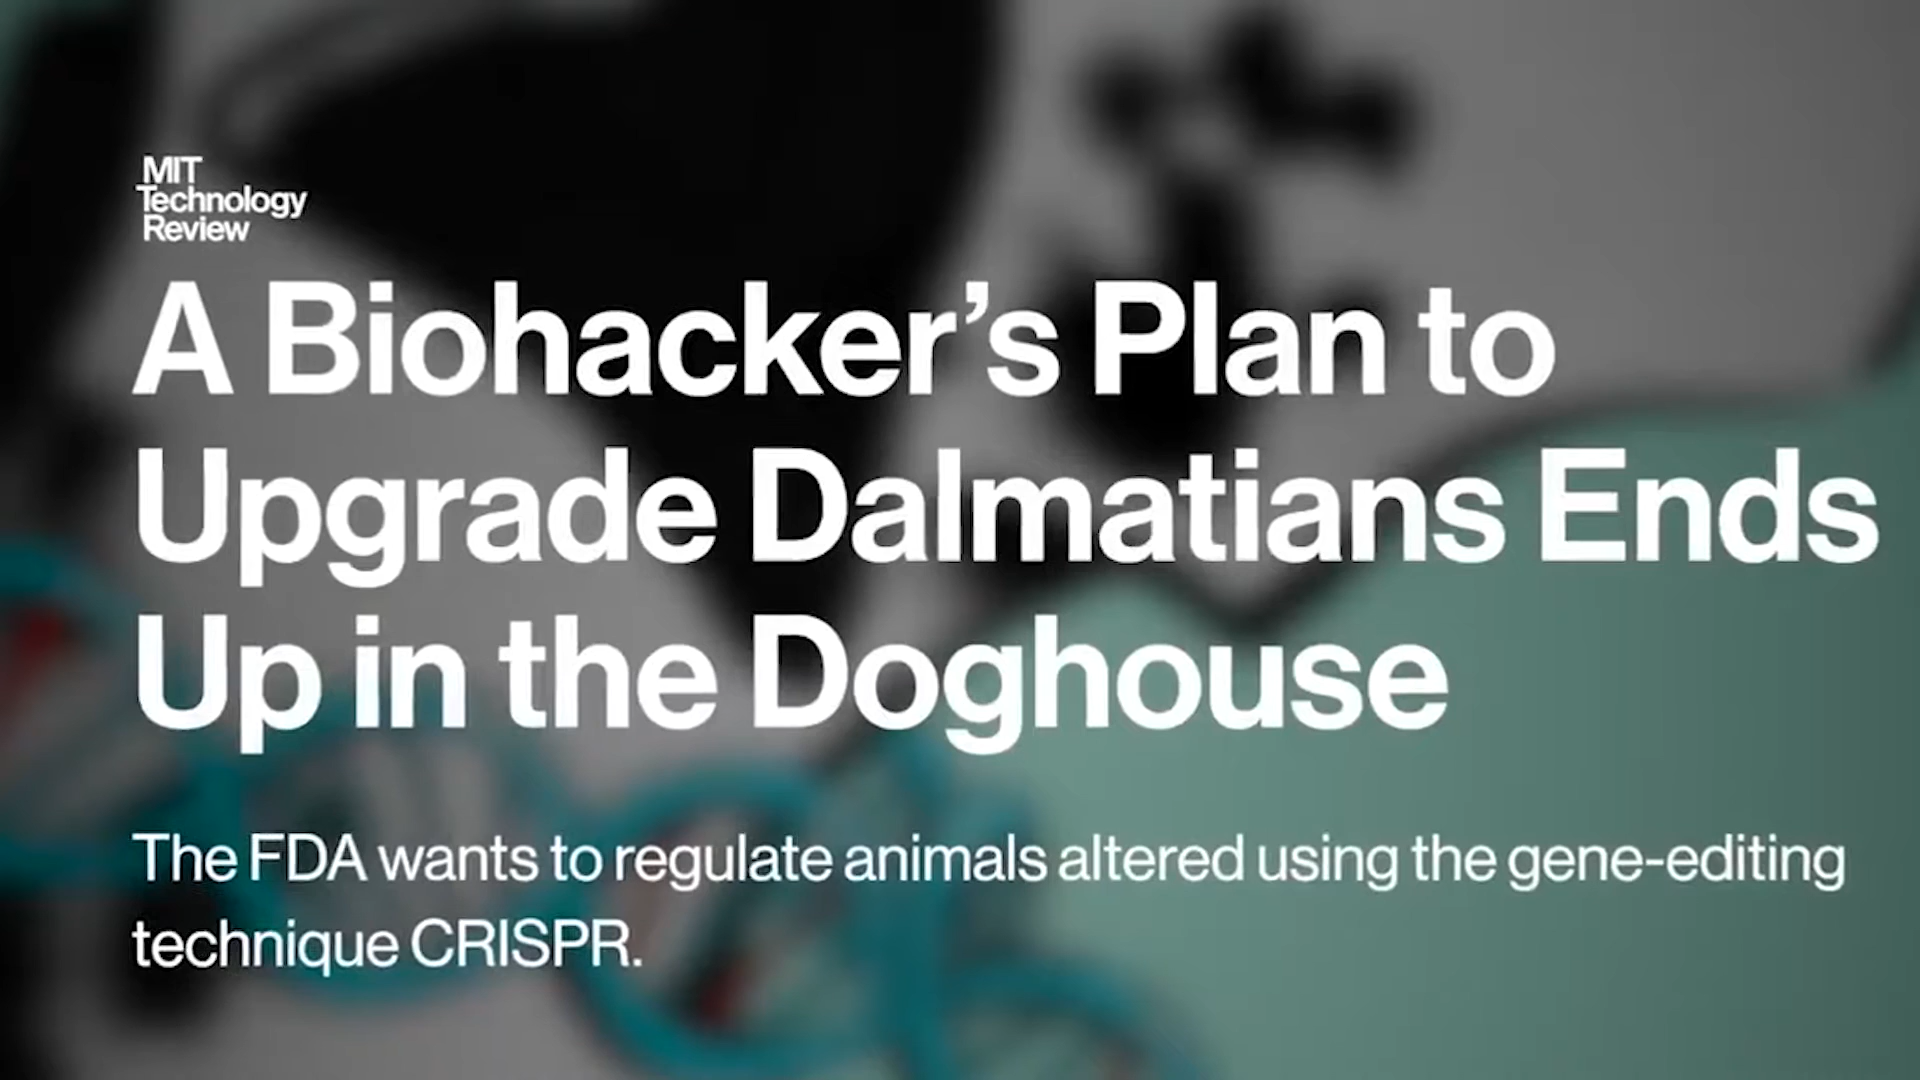 MIT
Technology
Review
A Biohacker’s Plan to
Upgrade Dalmatians Ends
Up in the Doghouse
The FDA wants to regulate animals altered using the gene-editing
technique CRISPR.